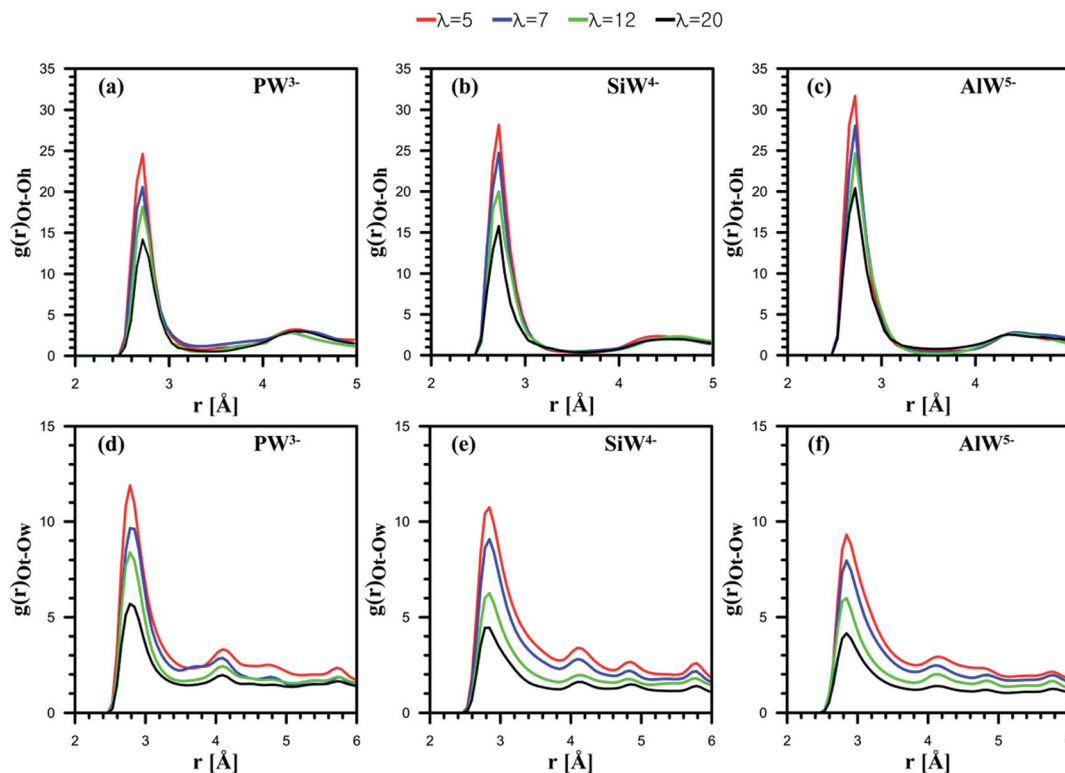 λ=5 λ=7 λ=12 λ=20
(a) PW³⁻
(b) SiW⁴⁻
(c) AlW⁵⁻
35 35 35
30 30 30
25 25 25
20 20 20
15 15 15
10 10 10
5 5 5
0 0 0
g(r)Ot-Oh g(r)Ot-Oh g(r)Ot-Oh
2 3 4 5 2 3 4 5 2 3 4
r [Å] r [Å] r [Å]
(d) PW³⁻
(e) SiW⁴⁻
(f) AlW⁵⁻
15 15 15
10 10 10
5 5 5
0 0 0
g(r)Ot-Ow g(r)Ot-Ow g(r)Ot-Ow
2 3 4 5 6 2 3 4 5 6 2 3 4 5
r [Å] r [Å] r [Å]